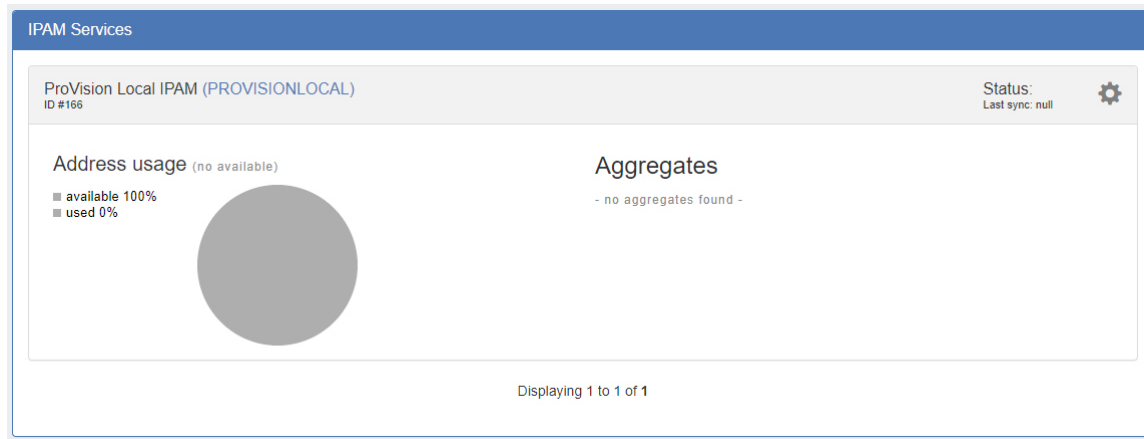 IPAM Services
ProVision Local IPAM (PROVISIONLOCAL)
ID #166
Status:
Last sync: null
Address usage (no available)
available 100%
used 0%
Aggregates
- no aggregates found -
Displaying 1 to 1 of 1